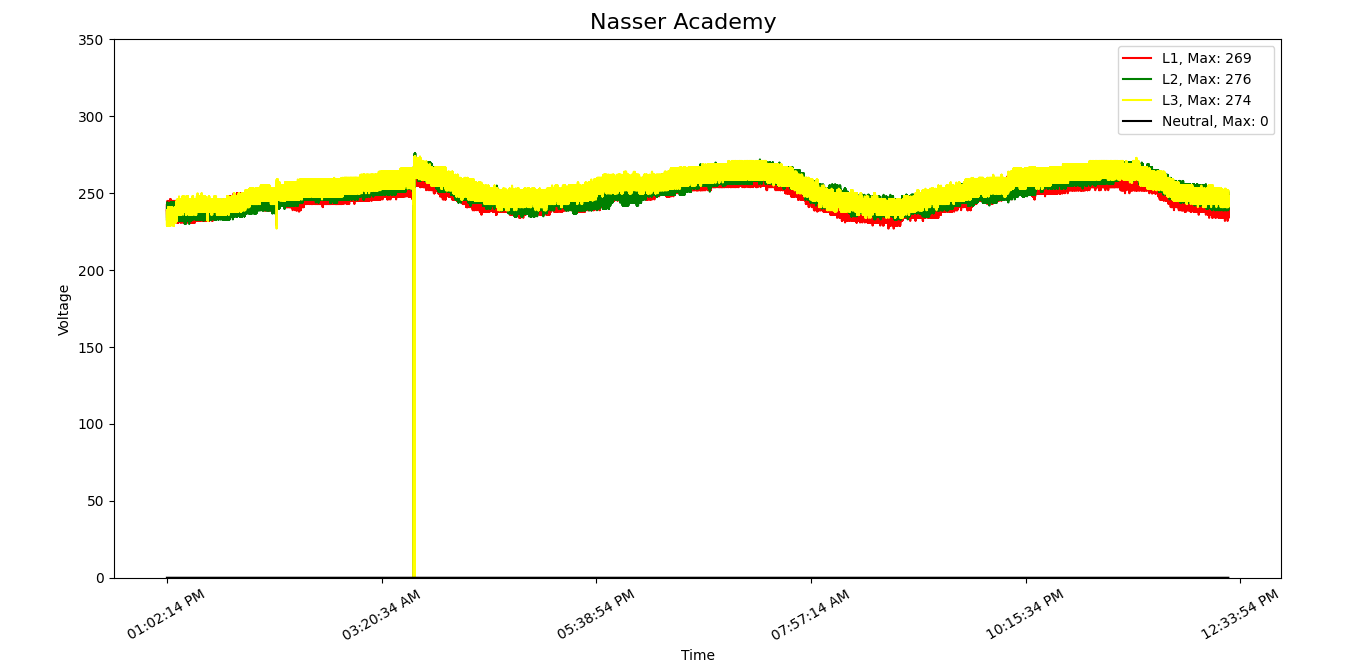 Nasser Academy
350
300
250
200
150
100
50
0
Voltage
L1, Max: 269
L2, Max: 276
L3, Max: 274
Neutral, Max: 0
01:02:14 PM
03:20:34 AM
05:38:54 PM
07:57:14 AM
10:15:34 PM
12:33:54 PM
Time